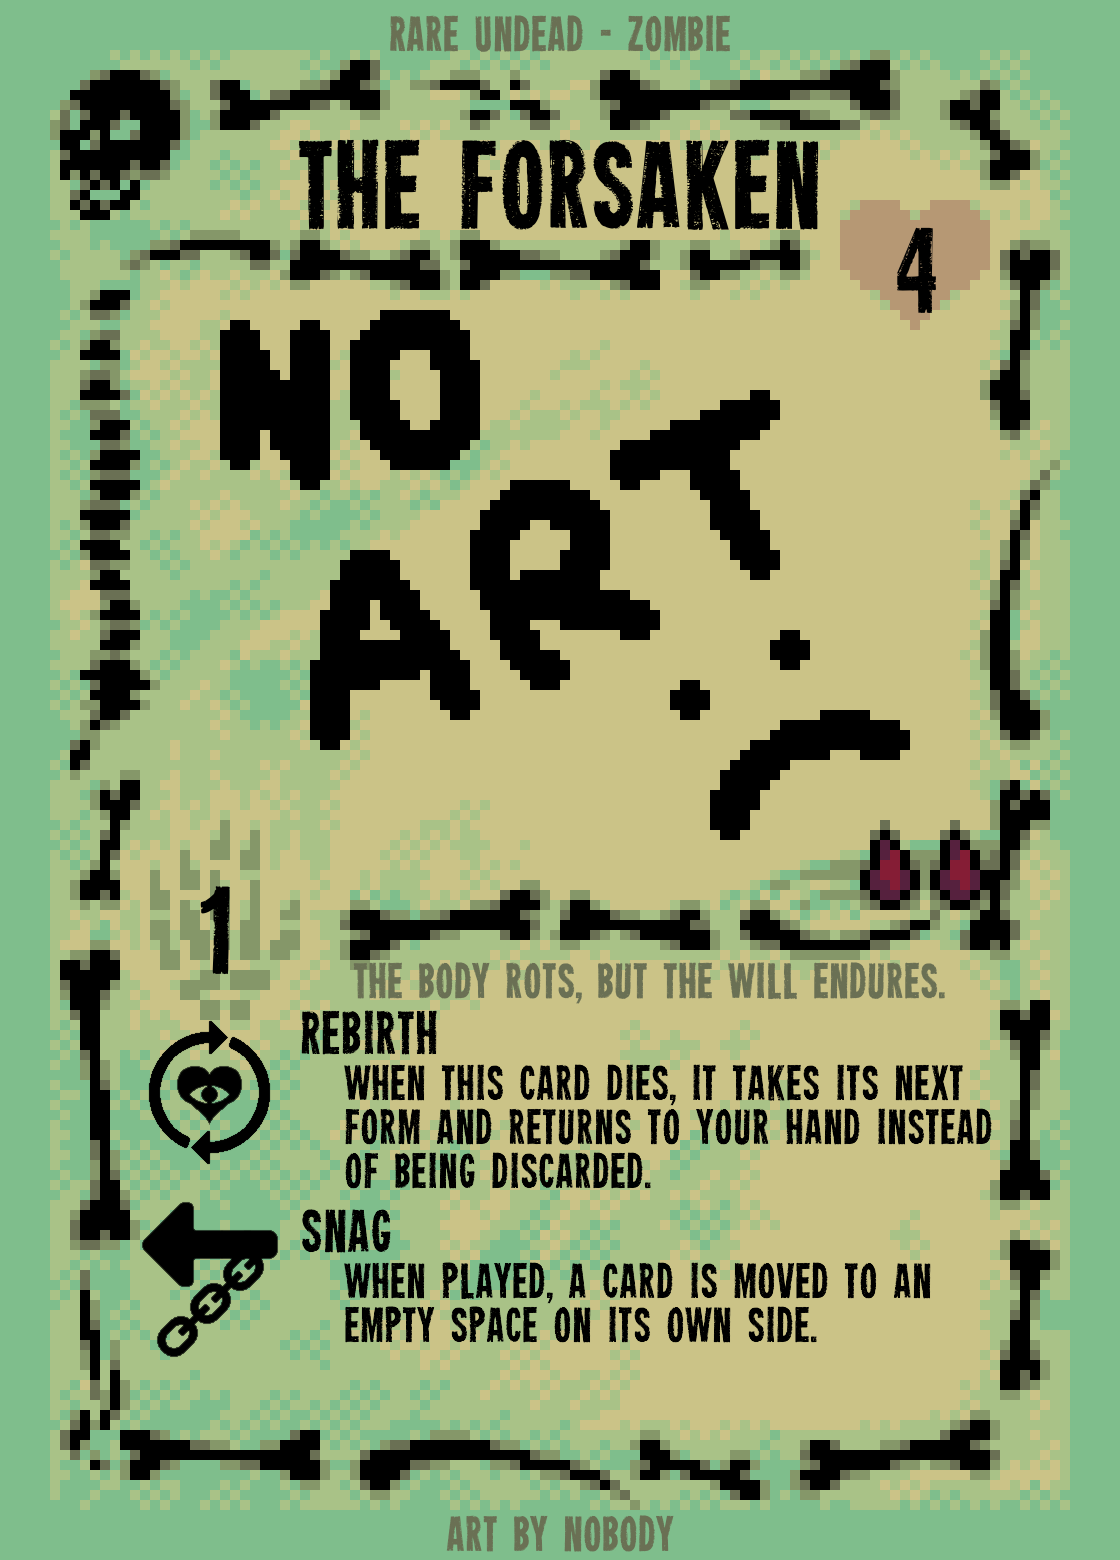 RARE UNDEAD - ZOMBIE
THE FORSAKEN
4
NO
ART
:(
1
THE BODY ROTS, BUT THE WILL ENDURES.
REBIRTH
WHEN THIS CARD DIES, IT TAKES ITS NEXT
FORM AND RETURNS TO YOUR HAND INSTEAD
OF BEING DISCARDED.
SNAG
WHEN PLAYED, A CARD IS MOVED TO AN
EMPTY SPACE ON ITS OWN SIDE.
ART BY NOBODY